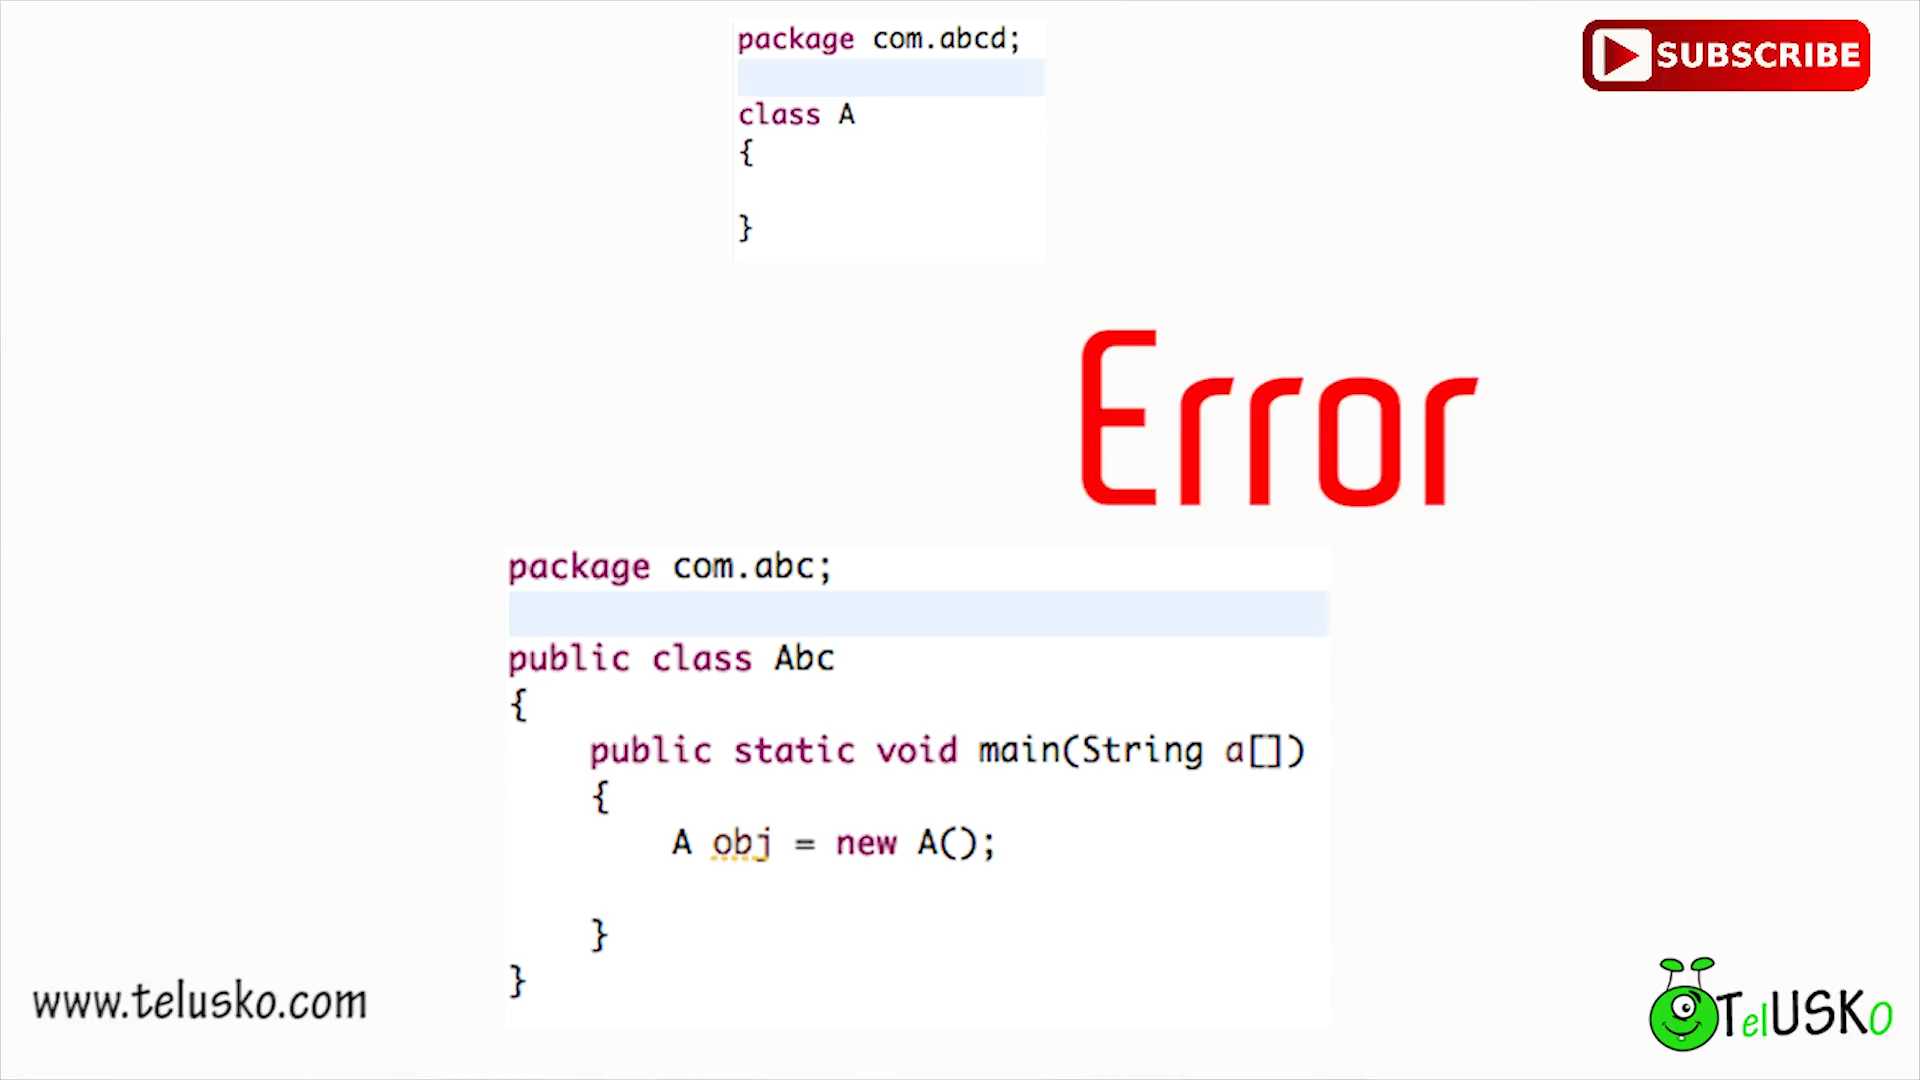 package com.abcd;
class A
{
}
SUBSCRIBE
Error
package com.abc;
public class Abc
{
public static void main(String a[])
{
A obj = new A();
}
}
www.telusko.com
TelUSKO